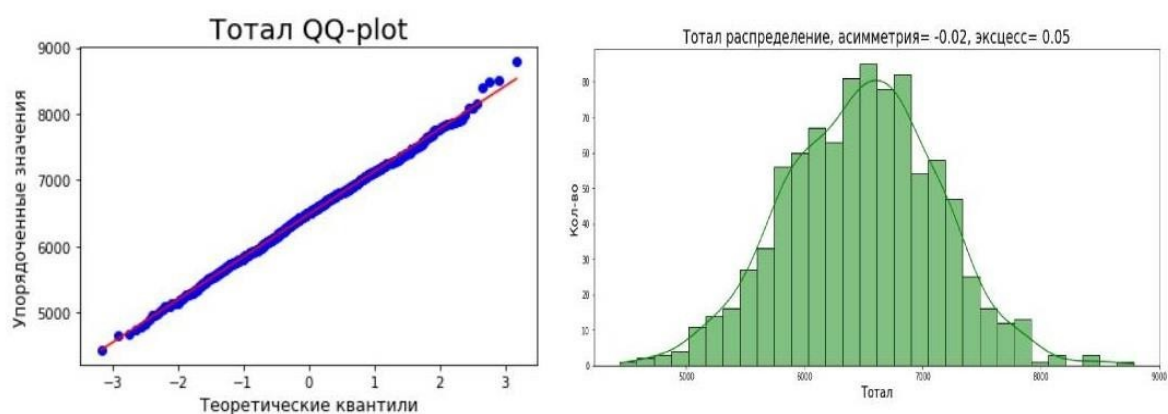 Тотал QQ-plot
9000
8000
7000
6000
5000
Упорядоченные значения
−3 −2 −1 0 1 2 3
Теоретические квантили
Тотал распределение, асимметрия= -0.02, эксцесс= 0.05
80
70
60
50
40
30
20
10
0
Кол-во
5000 6000 7000 8000 9000
Тотал